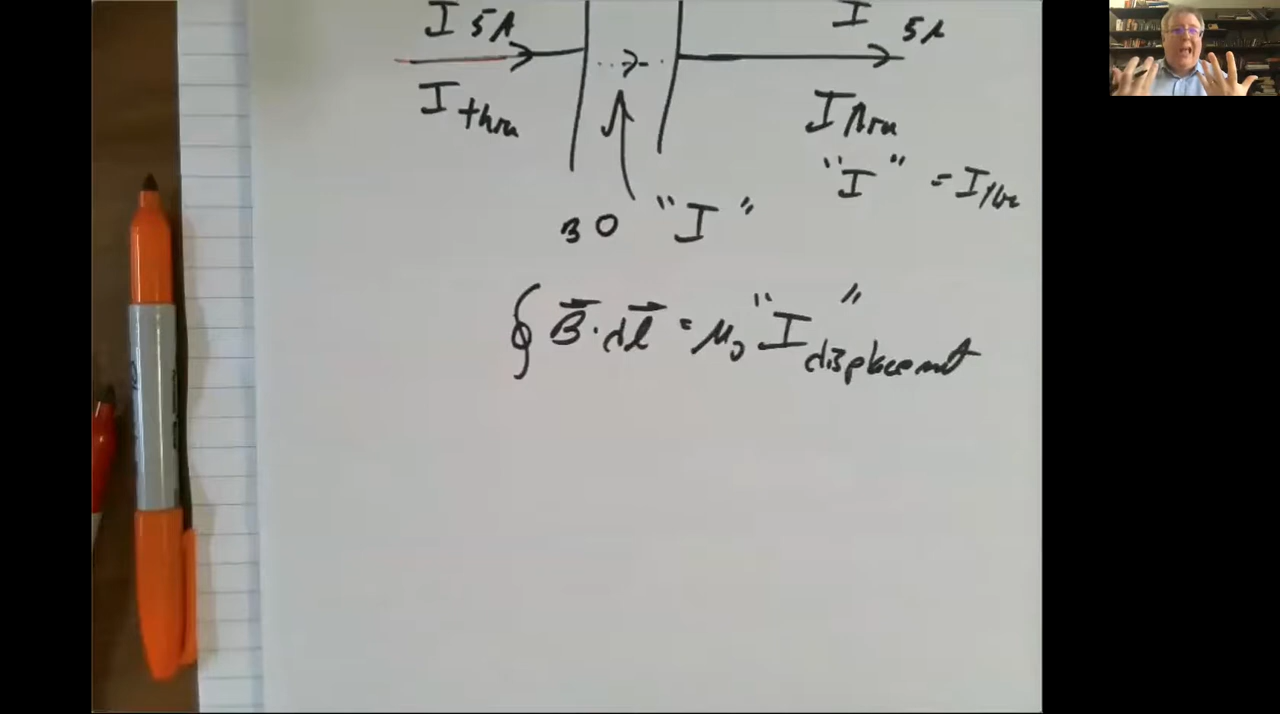 I 5A I 5A
I thru I thru
"I" = I thru
30 "I"
∮ B⃗ · dl⃗ = μ₀ "I" displacement